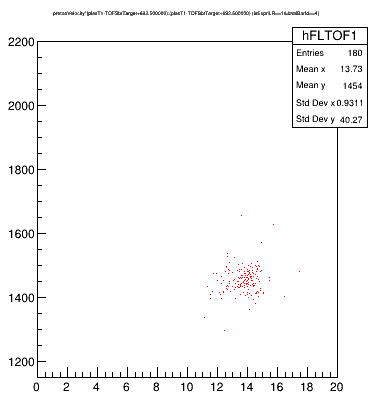 hFLTOF1
Entries 180
Mean x 13.73
Mean y 1454
Std Dev x 0.9311
Std Dev y 40.27
2200
2000
1800
1600
1400
1200
0 2 4 6 8 10 12 14 16 18 20